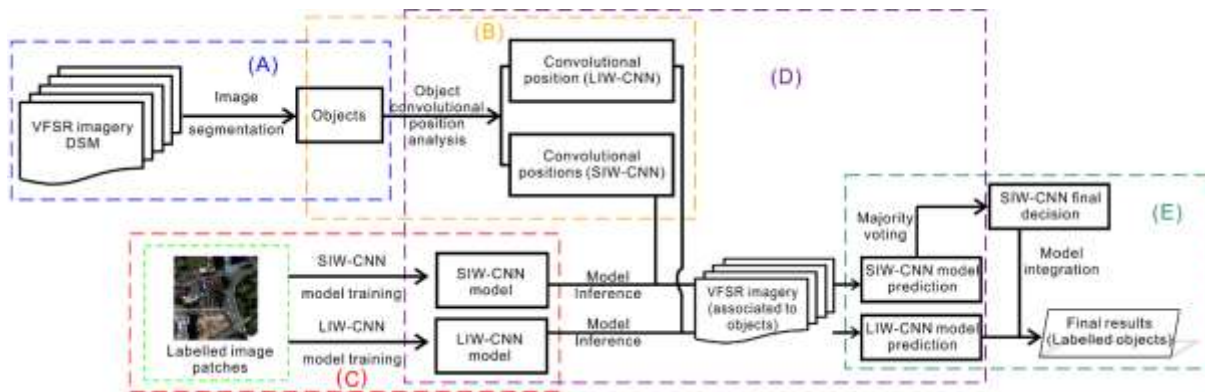 (A)
VFSR imagery
DSM
Image
segmentation
Objects
(B)
Object
convolutional
position
analysis
Convolutional
position (LIW-CNN)
Convolutional
positions (SIW-CNN)
(C)
Labelled image
patches
SIW-CNN
model training
LIW-CNN
model training
SIW-CNN
model
LIW-CNN
model
(D)
Model
Inference
Model
Inference
VFSR imagery
(associated to
objects)
(E)
SIW-CNN model
prediction
LIW-CNN model
prediction
Majority
voting
SIW-CNN final
decision
Model
integration
Final results
(Labelled objects)